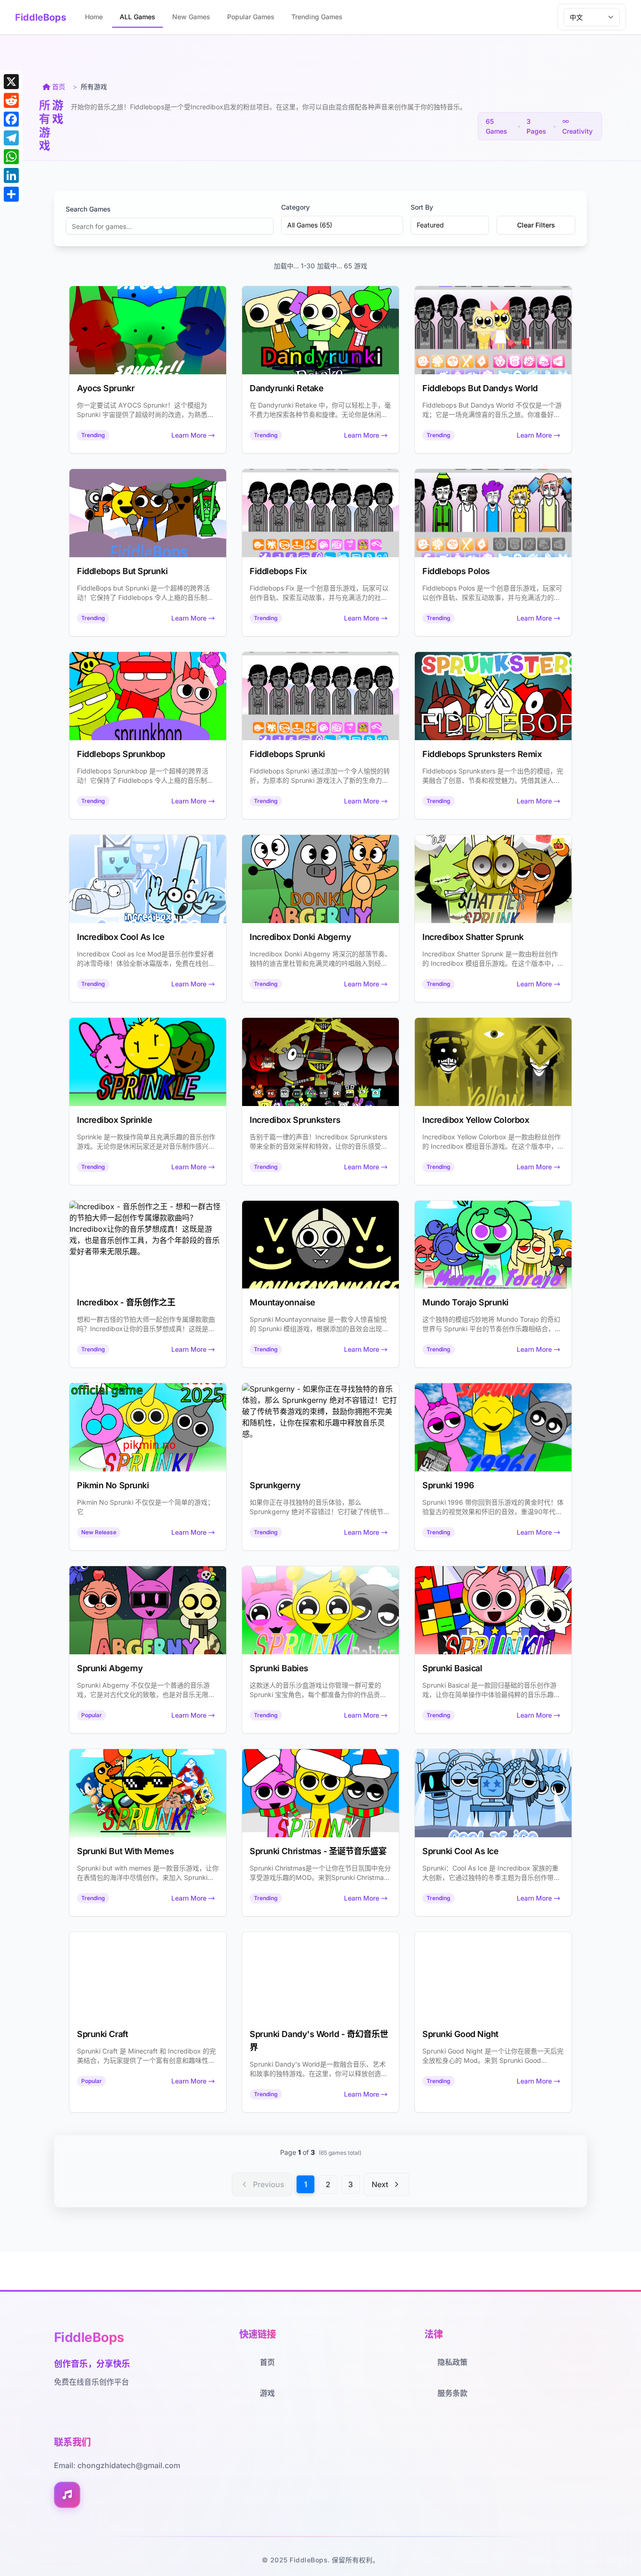 FiddleBops
Home
ALL Games
New Games
Popular Games
Trending Games
中文
首页 > 所有游戏
所有游戏
游戏
开始你的音乐之旅！Fiddlebops是一个受Incredibox启发的粉丝项目。在这里，你可以自由混合搭配各种声音来创作属于你的独特音乐。
65 Games
•
3 Pages
•
∞ Creativity
Search Games
Search for games...
Category
All Games (65)
Sort By
Featured
Clear Filters
加载中... 1-30 加载中... 65 游戏
Ayocs Sprunkr
你一定要试试 AYOCS Sprunkr！这个模组为
Sprunki 宇宙提供了超级时尚的改造，为熟悉...
Trending
Learn More →
Dandyrunki
Dandyrunki Retake
在 Dandyrunki Retake 中，你可以轻松上手，毫
不费力地探索各种节奏和旋律。无论你是休闲...
Trending
Learn More →
Fiddlebops But Dandys World
Fiddlebops But Dandys World 不仅仅是一个游
戏；它是一场充满惊喜的音乐之旅。你准备好...
Trending
Learn More →
FiddleBops
Fiddlebops But Sprunki
FiddleBops but Sprunki 是一个超棒的跨界活
动！它保持了 Fiddlebops 令人上瘾的音乐制...
Trending
Learn More →
Fiddlebops Fix
Fiddlebops Fix 是一个创意音乐游戏，玩家可以
创作音轨、探索互动故事，并与充满活力的社...
Trending
Learn More →
Fiddlebops Polos
Fiddlebops Polos 是一个创意音乐游戏，玩家可
以创作音轨、探索互动故事，并与充满活力的...
Trending
Learn More →
sprunkbop
Fiddlebops Sprunkbop
Fiddlebops Sprunkbop 是一个超棒的跨界活
动！它保持了 Fiddlebops 令人上瘾的音乐制...
Trending
Learn More →
Fiddlebops Sprunki
Fiddlebops Sprunki 通过添加一个令人愉悦的转
折，为原本的 Sprunki 游戏注入了新的生命力...
Trending
Learn More →
SPRUNKSTERS
FIDDLEBOP
Fiddlebops Sprunksters Remix
Fiddlebops Sprunksters 是一个出色的模组，完
美融合了创意、节奏和视觉魅力。凭借其迷人...
Trending
Learn More →
incredibox
Incredibox Cool As Ice
Incredibox Cool as Ice Mod是音乐创作爱好者
的冰雪奇缘！体验全新冰霜版本，免费在线创...
Trending
Learn More →
DONKI
ABGERNY
Incredibox Donki Abgerny
Incredibox Donki Abgerny 将深沉的部落节奏、
独特的迪吉里杜管和充满灵魂的吟唱融入到经...
Trending
Learn More →
SHATTER
SPRUNK
Incredibox Shatter Sprunk
Incredibox Shatter Sprunk 是一款由粉丝创作
的 Incredibox 模组音乐游戏。在这个版本中，...
Trending
Learn More →
SPRINKLE
Incredibox Sprinkle
Sprinkle 是一款操作简单且充满乐趣的音乐创作
游戏。无论你是休闲玩家还是对音乐制作感兴...
Trending
Learn More →
Incredibox Sprunksters
告别千篇一律的声音！Incredibox Sprunksters
带来全新的音效采样和特效，让你的音乐感受...
Trending
Learn More →
Yellow
Incredibox Yellow Colorbox
Incredibox Yellow Colorbox 是一款由粉丝创作
的 Incredibox 模组音乐游戏。在这个版本中，...
Trending
Learn More →
Incredibox - 音乐创作之王 - 想和一群古怪
的节拍大师一起创作专属爆款歌曲吗？
Incredibox让你的音乐梦想成真！这既是游
戏，也是音乐创作工具，为各个年龄段的音乐
爱好者带来无限乐趣。
Incredibox - 音乐创作之王
想和一群古怪的节拍大师一起创作专属爆款歌曲
吗？Incredibox让你的音乐梦想成真！这既是...
Trending
Learn More →
MOUNTAYONNAISE
Mountayonnaise
Sprunki Mountayonnaise 是一款令人惊喜愉悦
的 Sprunki 模组游戏，根据添加的音效会出现...
Trending
Learn More →
Mundo Torajo
Mundo Torajo Sprunki
这个独特的模组巧妙地将 Mundo Torajo 的奇幻
世界与 Sprunki 平台的节奏创作乐趣相结合，...
Trending
Learn More →
official game
2025
pikmin no
SPRUNKI
Pikmin No Sprunki
Pikmin No Sprunki 不仅仅是一个简单的游戏；
它
New Release
Learn More →
Sprunkgerny - 如果你正在寻找独特的音乐
体验，那么 Sprunkgerny 绝对不容错过！它打
破了传统节奏游戏的束缚，鼓励你拥抱不完美
和随机性，让你在探索和乐趣中释放音乐灵
感。
Sprunkgerny
如果你正在寻找独特的音乐体验，那么
Sprunkgerny 绝对不容错过！它打破了传统节...
Trending
Learn More →
SPRUNKI
1996!
Sprunki 1996
Sprunki 1996 带你回到音乐游戏的黄金时代！体
验复古的视觉效果和怀旧的音效，重温90年代...
Trending
Learn More →
ABGERNY
Sprunki Abgerny
Sprunki Abgerny 不仅仅是一个普通的音乐游
戏，它是对古代文化的致敬，也是对音乐无限...
Popular
Learn More →
SPRUNKI
Babies
Sprunki Babies
这款迷人的音乐沙盒游戏让你管理一群可爱的
Sprunki 宝宝角色，每个都准备为你的作品贡...
Trending
Learn More →
SPRUNKI
Sprunki Basical
Sprunki Basical 是一款回归基础的音乐创作游
戏，让你在简单操作中体验最纯粹的音乐乐趣...
Trending
Learn More →
SPRUNKI
Sprunki But With Memes
Sprunki but with memes 是一款音乐游戏，让你
在表情包的海洋中尽情创作。来加入 Sprunki...
Trending
Learn More →
SPRUNKI
Sprunki Christmas - 圣诞节音乐盛宴
Sprunki Christmas是一个让你在节日氛围中充分
享受游戏乐趣的MOD。来到Sprunki Christma...
Trending
Learn More →
Cool as ice
Sprunki Cool As Ice
Sprunki：Cool As Ice 是 Incredibox 家族的重
大创新，它通过独特的冬季主题为音乐创作带...
Trending
Learn More →
Sprunki Craft
Sprunki Craft 是 Minecraft 和 Incredibox 的完
美结合，为玩家提供了一个富有创意和趣味性...
Popular
Learn More →
Sprunki Dandy's World - 奇幻音乐世
界
Sprunki Dandy's World是一款融合音乐、艺术
和故事的独特游戏。在这里，你可以释放创造...
Trending
Learn More →
Sprunki Good Night
Sprunki Good Night 是一个让你在疲惫一天后完
全放松身心的 Mod。来到 Sprunki Good...
Trending
Learn More →
Page 1 of 3 (65 games total)
Previous
1
2
3
Next
FiddleBops
创作音乐，分享快乐
免费在线音乐创作平台
快速链接
首页
游戏
法律
隐私政策
服务条款
联系我们
Email: chongzhidatech@gmail.com
© 2025 FiddleBops. 保留所有权利。